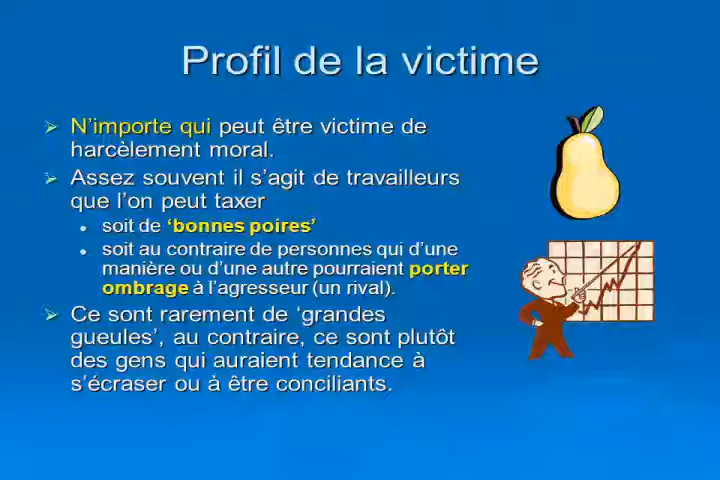 Profil de la victime
N’importe qui peut être victime de
harcèlement moral.
Assez souvent il s’agit de travailleurs
que l’on peut taxer
soit de ‘bonnes poires’
soit au contraire de personnes qui d’une
manière ou d’une autre pourraient porter
ombrage à l’agresseur (un rival).
Ce sont rarement de ‘grandes
gueules’, au contraire, ce sont plutôt
des gens qui auraient tendance à
s’écraser ou à être conciliants.